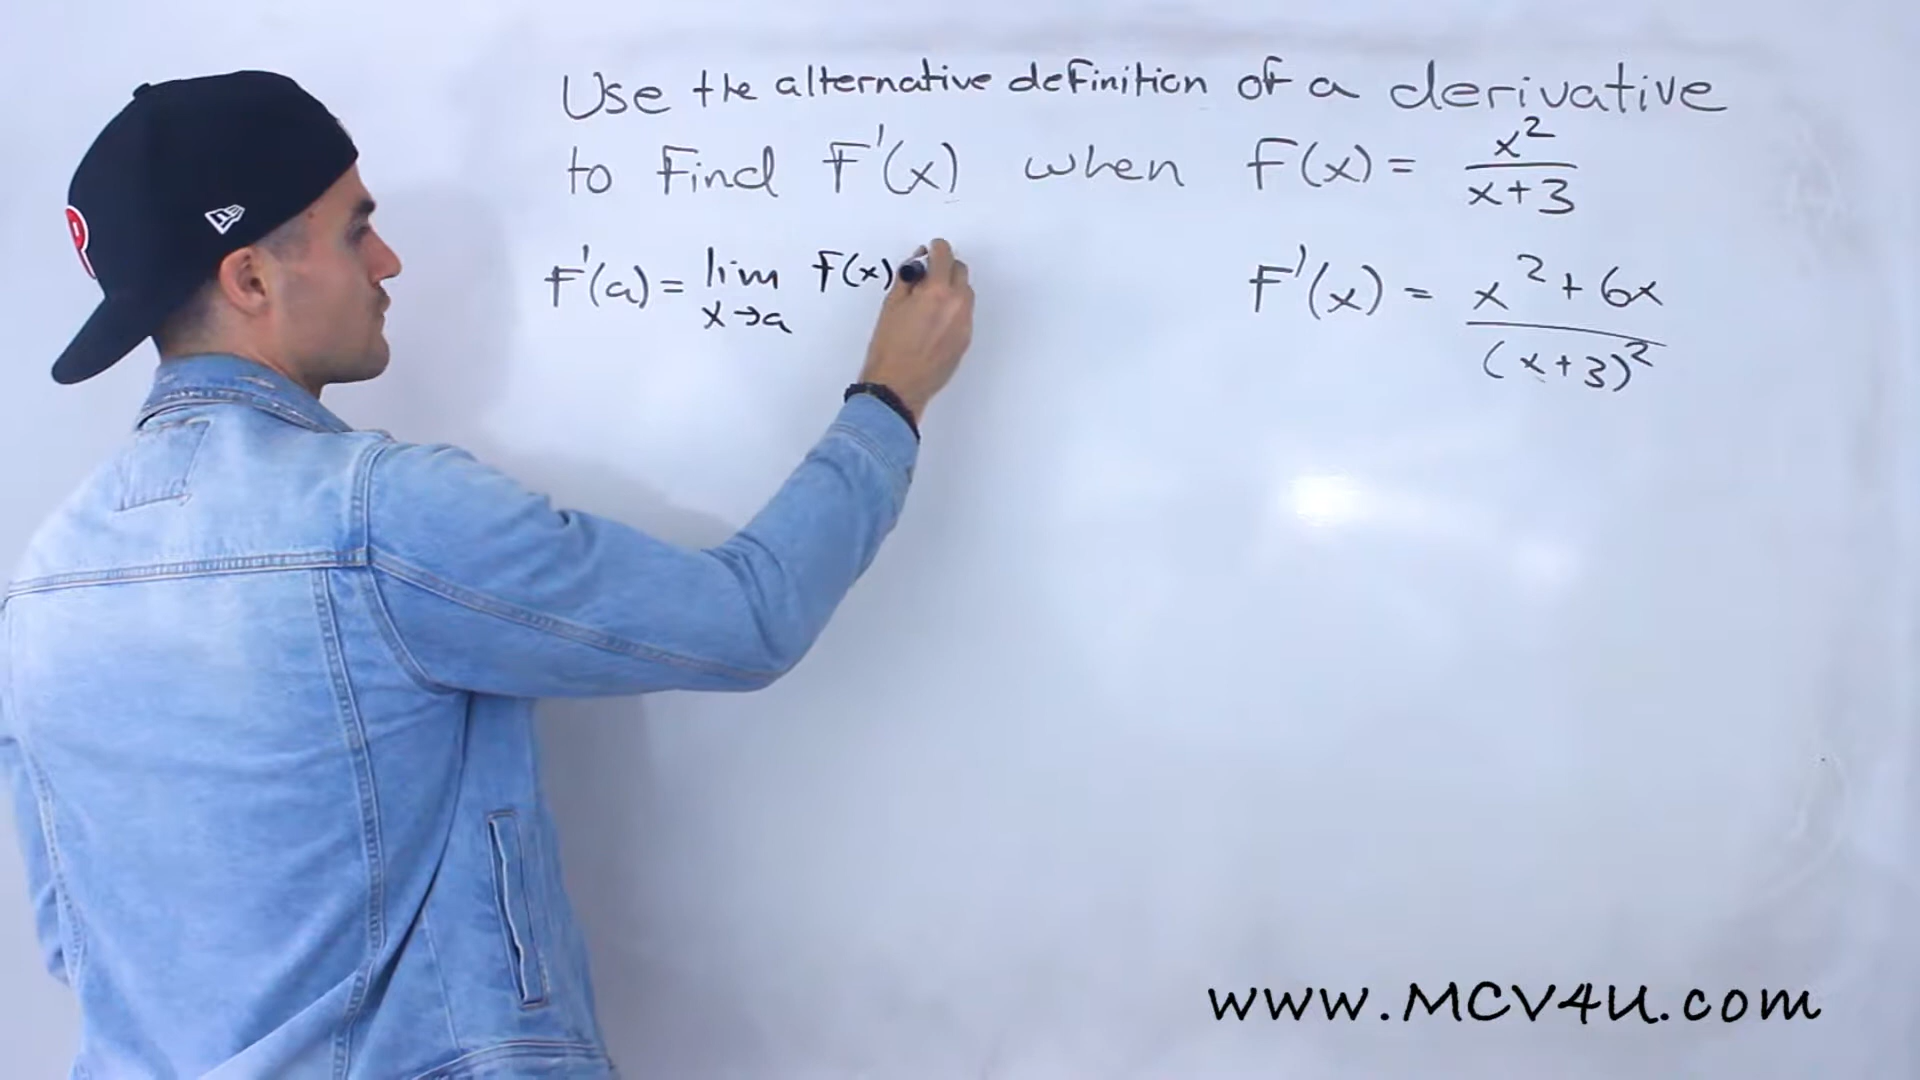 Use the alternative definition of a derivative
to find F'(x) when F(x) = x²/(x+3)
F'(a) = lim x→a F(x)
F'(x) = (x² + 6x)/(x+3)²
www.MCV4U.com
P